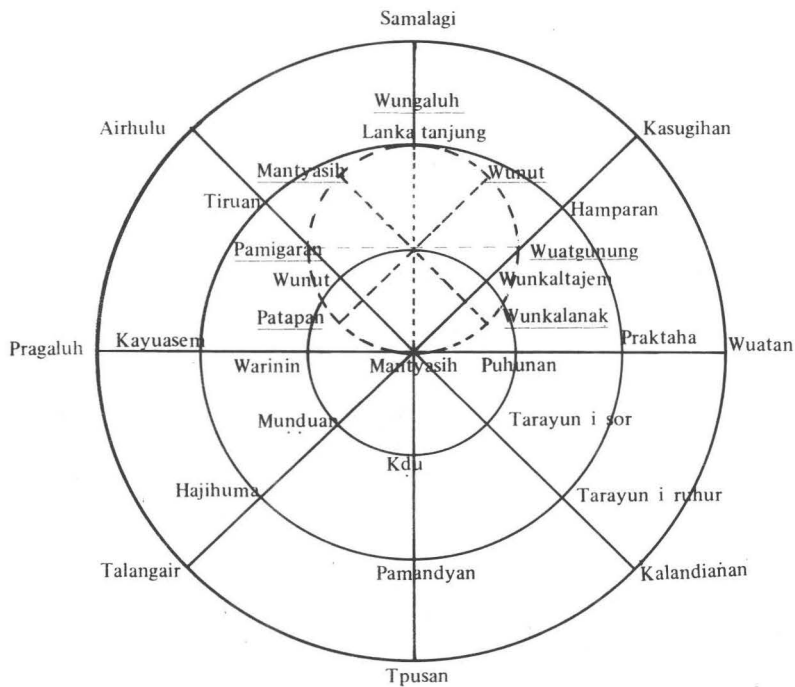 Samalagi
Wungaluh
Airhulu
Kasugihan
Lanka tanjung
Mantyasih
Wunut
Tiruan
Hamparan
Pamigaran
Wuatgunung
Wunut
Wunkaltajem
Patapan
Wunkalanak
Pragaluh
Kayuasem
Praktaha
Wuatan
Warinin
Mantyasih
Puhunan
Munduan
Tarayun i sor
Kdu
Hajihuma
Tarayun i ruhur
Talangair
Pamandyan
Kalandianan
Tpusan